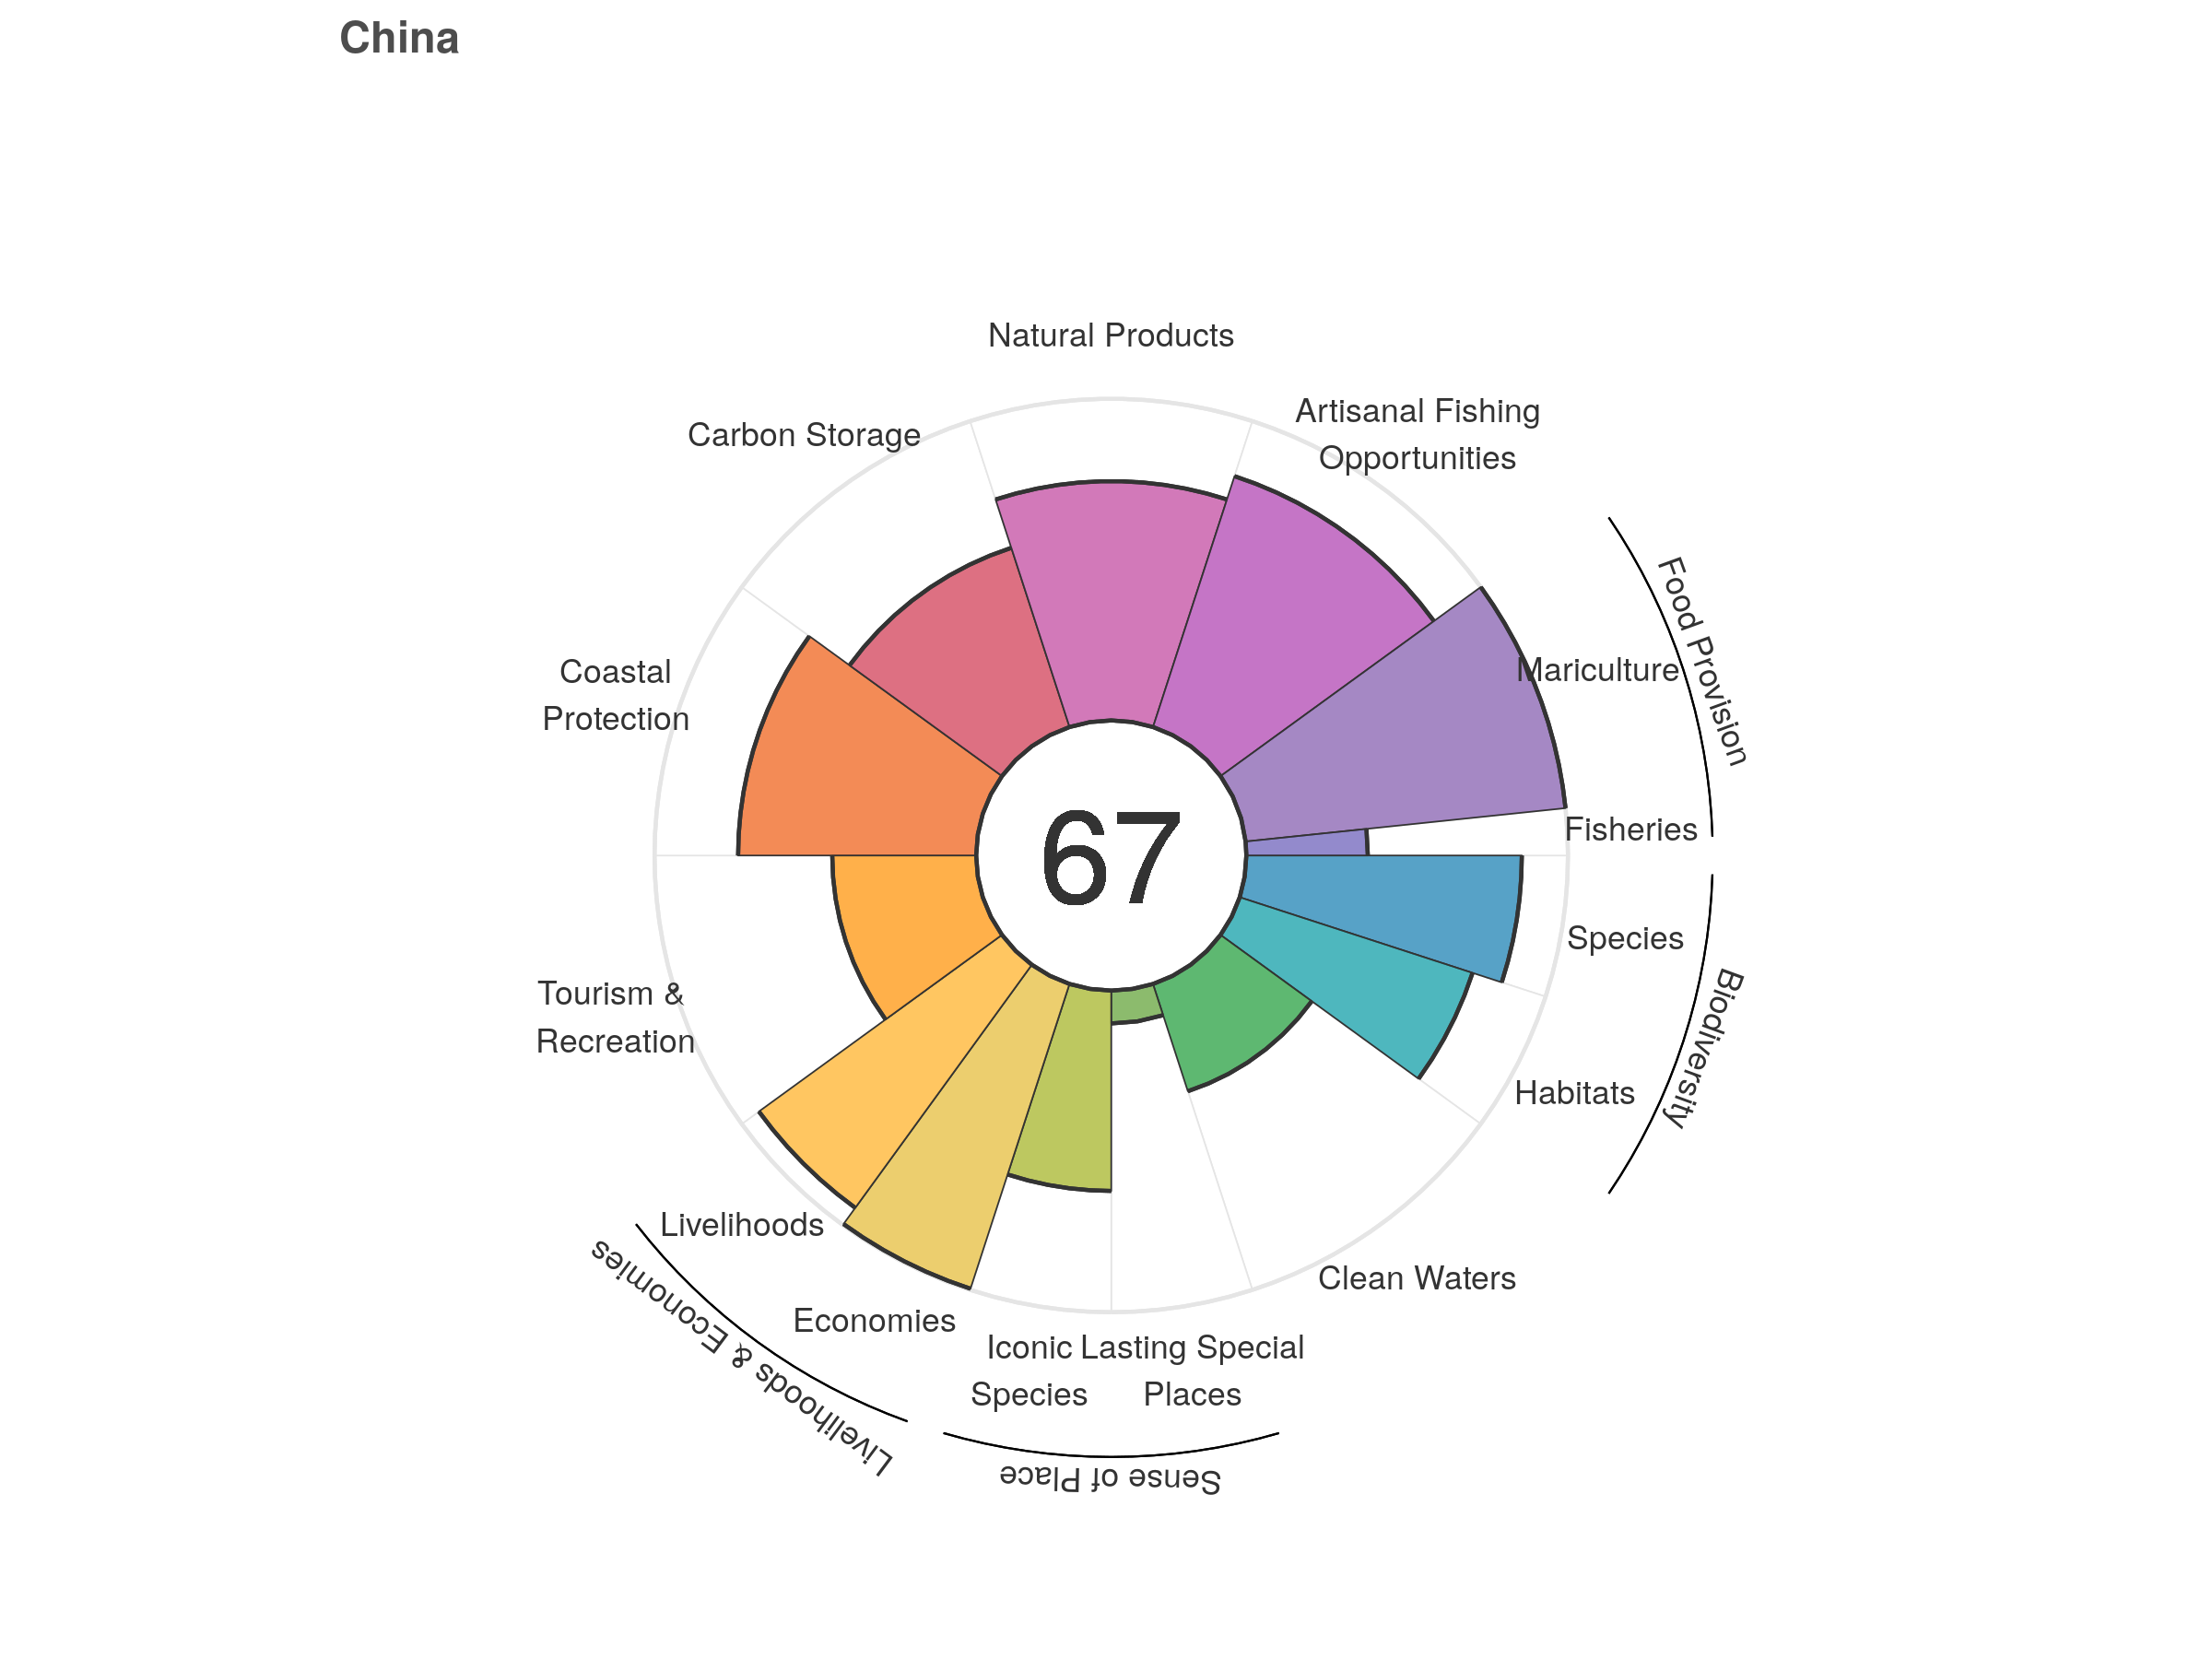 China
Natural Products
Artisanal Fishing
Opportunities
Carbon Storage
Food Provision
Mariculture
Coastal
Protection
67
Fisheries
Species
Biodiversity
Tourism &
Recreation
Habitats
Livelihoods
Livelihoods & Economies
Clean Waters
Economies
Iconic
Species
Lasting Special
Places
Sense of Place